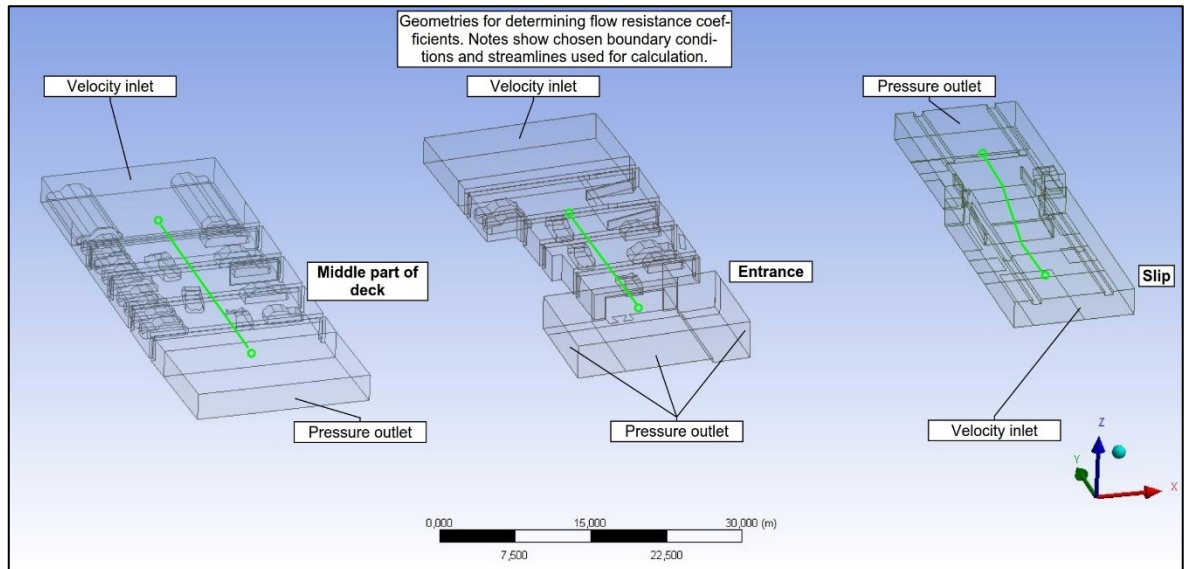 Geometries for determining flow resistance coef-
ficients. Notes show chosen boundary condi-
tions and streamlines used for calculation.
Velocity inlet
Velocity inlet
Pressure outlet
Middle part of
deck
Entrance
Slip
Pressure outlet
Pressure outlet
Velocity inlet
Z
Y
X
0,000
15,000
30,000 (m)
7,500
22,500